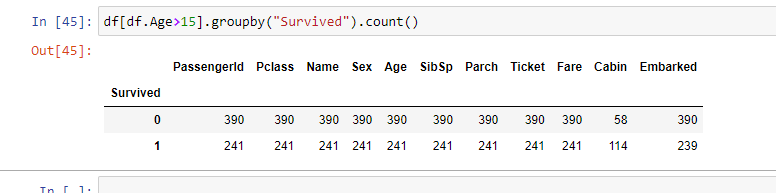 In [45]: df[df.Age>15].groupby("Survived").count()
Out[45]:
PassengerId Pclass Name Sex Age SibSp Parch Ticket Fare Cabin Embarked
Survived
0 390 390 390 390 390 390 390 390 390 58 390
1 241 241 241 241 241 241 241 241 241 114 239
In [ ]: